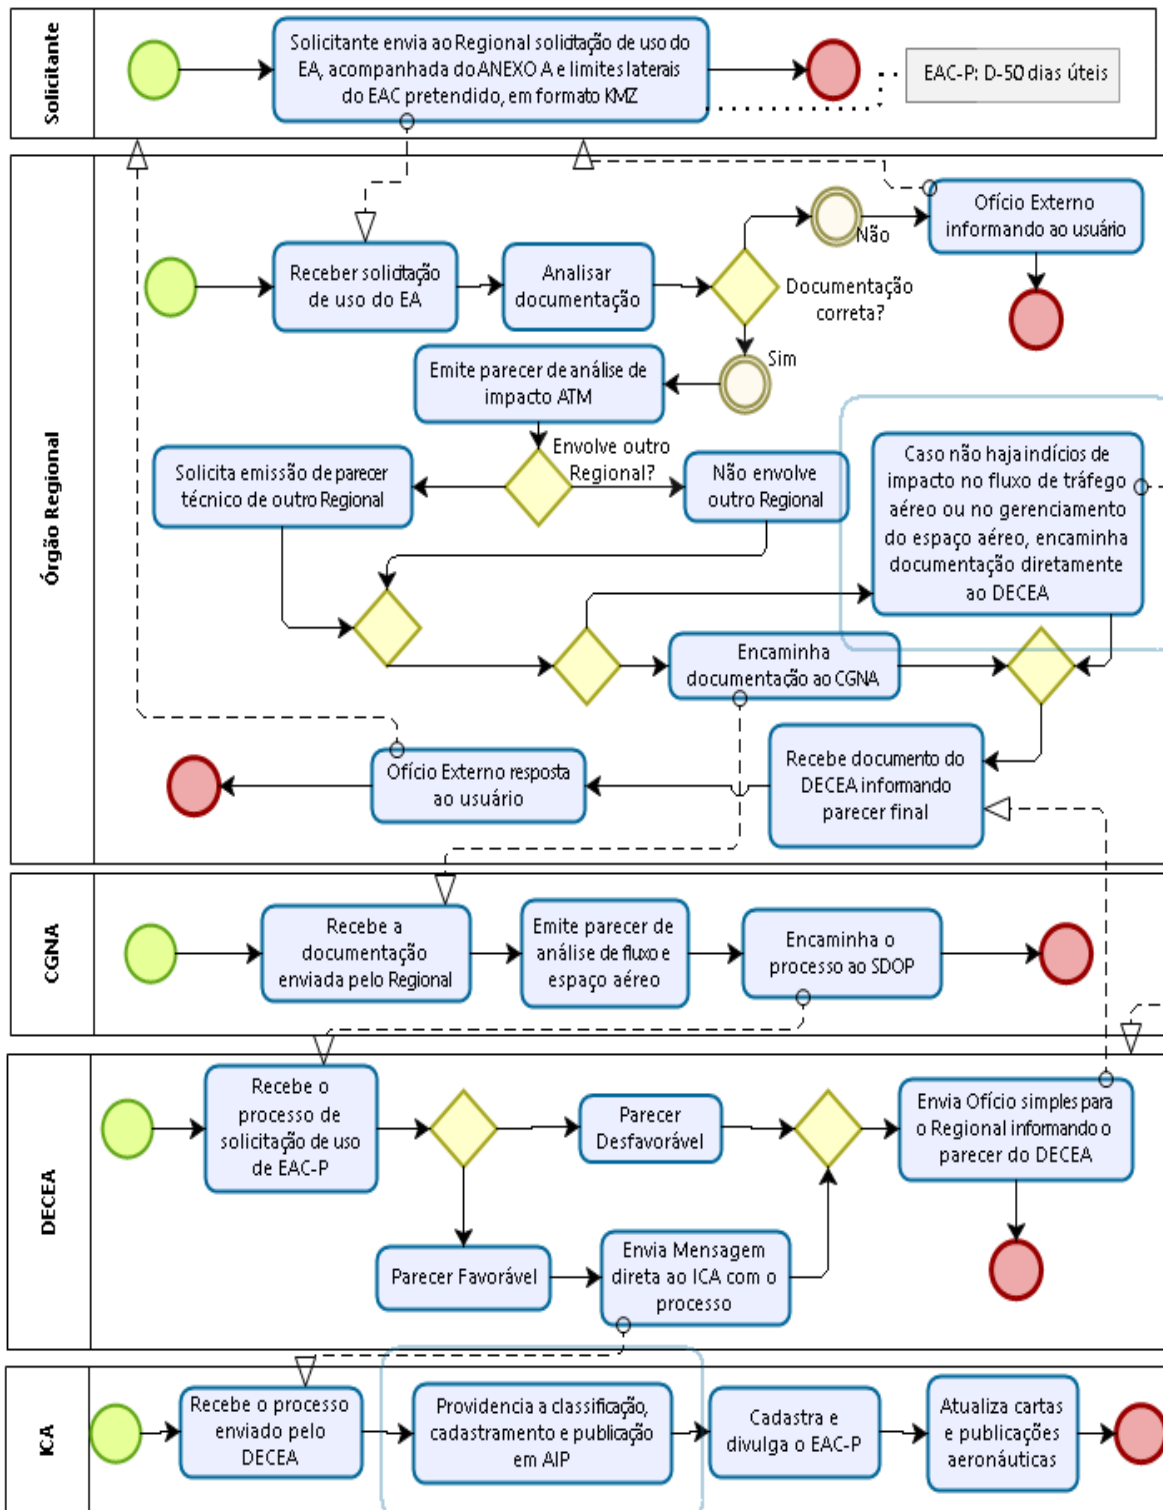 Solicitante
Solicitante envia ao Regional solicitação de uso do
EA, acompanhada do ANEXO A e limites laterais
do EAC pretendido, em formato KMZ
EAC-P: D-50 dias úteis
Órgão Regional
Receber solicitação
de uso do EA
Analisar
documentação
Documentação
correta?
Não
Ofício Externo
informando ao usuário
Sim
Emite parecer de análise de
impacto ATM
Envolve outro
Regional?
Solicita emissão de parecer
técnico de outro Regional
Não envolve
outro Regional
Caso não haja indícios de
impacto no fluxo de tráfego
aéreo ou no gerenciamento
do espaço aéreo, encaminha
documentação diretamente
ao DECEA
Encaminha
documentação ao CGNA
Recebe documento do
DECEA informando
parecer final
Ofício Externo resposta
ao usuário
CGNA
Recebe a
documentação
enviada pelo Regional
Emite parecer de
análise de fluxo e
espaço aéreo
Encaminha o
processo ao SDOP
DECEA
Recebe o
processo de
solicitação de uso
de EAC-P
Parecer
Desfavorável
Parecer Favorável
Envia Mensagem
direta ao ICA com o
processo
Envia Ofício simples para
o Regional informando o
parecer do DECEA
ICA
Recebe o processo
enviado pelo
DECEA
Providencia a classificação,
cadastramento e publicação
em AIP
Cadastra e
divulga o EAC-P
Atualiza cartas
e publicações
aeronáuticas